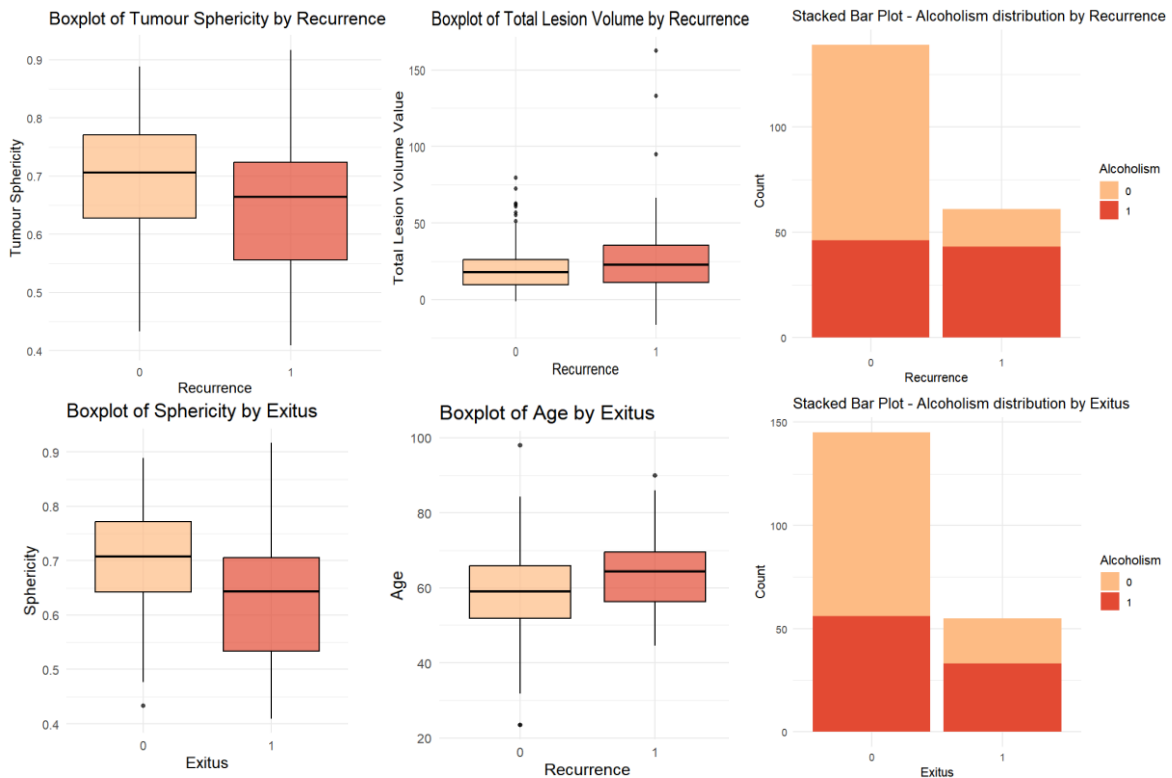 Boxplot of Tumour Sphericity by Recurrence
Tumour Sphericity
0.9
0.8
0.7
0.6
0.5
0.4
0
1
Recurrence
Boxplot of Total Lesion Volume by Recurrence
Total Lesion Volume Value
150
100
50
0
0
1
Recurrence
Stacked Bar Plot - Alcoholism distribution by Recurrence
Count
100
50
0
0
1
Recurrence
Alcoholism
0
1
Boxplot of Sphericity by Exitus
Sphericity
0.9
0.8
0.7
0.6
0.5
0.4
0
1
Exitus
Boxplot of Age by Exitus
Age
100
80
60
40
20
0
1
Recurrence
Stacked Bar Plot - Alcoholism distribution by Exitus
Count
150
100
50
0
0
1
Exitus
Alcoholism
0
1